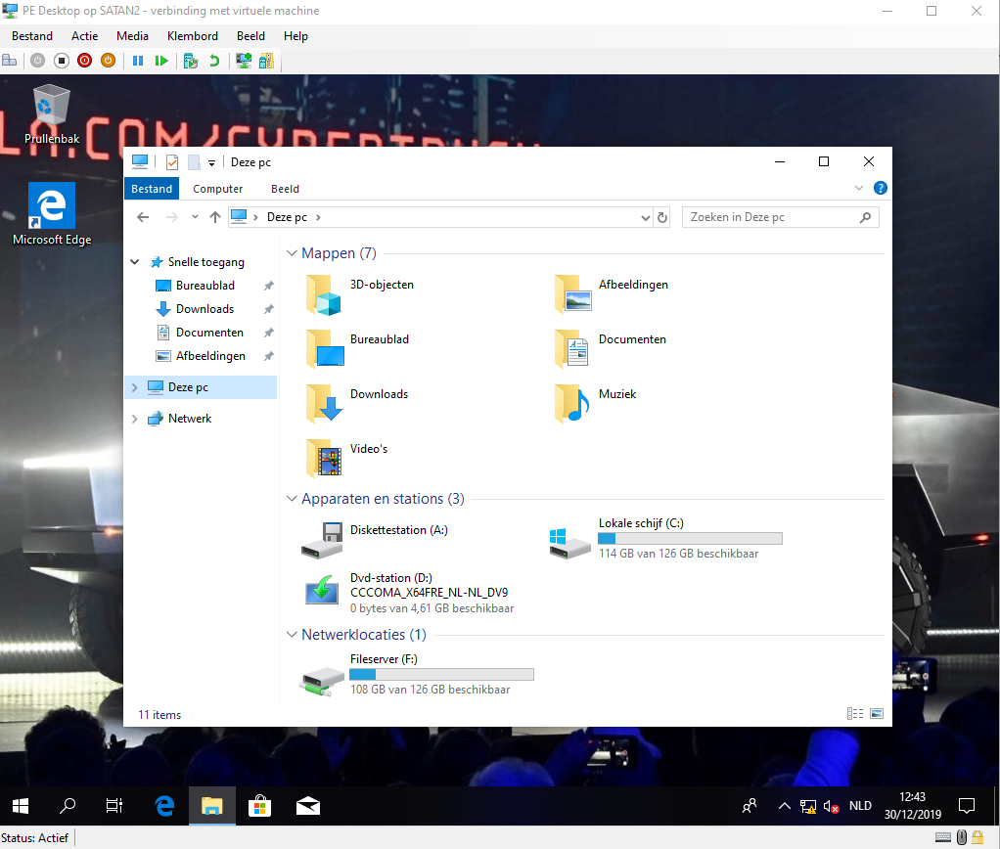 PE Desktop op SATAN2 - verbinding met virtuele machine
Bestand Actie Media Klembord Beeld Help
LA.COM/CYBERTRUCK
Prullenbak
Microsoft Edge
Deze pc
Bestand Computer Beeld
Deze pc
Zoeken in Deze pc
Snelle toegang
Bureaublad
Downloads
Documenten
Afbeeldingen
Deze pc
Netwerk
Mappen (7)
3D-objecten
Afbeeldingen
Bureaublad
Documenten
Downloads
Muziek
Video's
Apparaten en stations (3)
Diskettestation (A:)
Lokale schijf (C:)
114 GB van 126 GB beschikbaar
Dvd-station (D:)
CCCOMA_X64FRE_NL-NL_DV9
0 bytes van 4,61 GB beschikbaar
Netwerklocaties (1)
Fileserver (F:)
108 GB van 126 GB beschikbaar
11 items
NLD
12:43
30/12/2019
Status: Actief